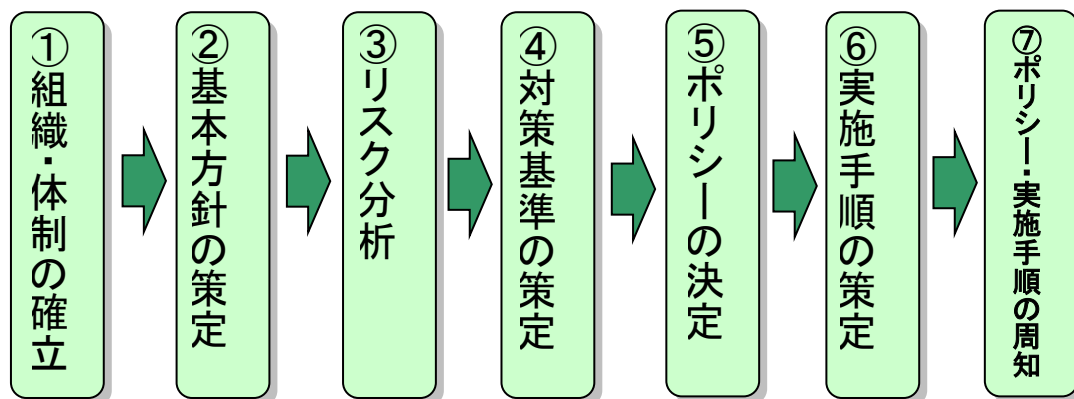 ①組織・体制の確立
②基本方針の策定
③リスク分析
④対策基準の策定
⑤ポリシーの決定
⑥実施手順の策定
⑦ポリシー・実施手順の周知